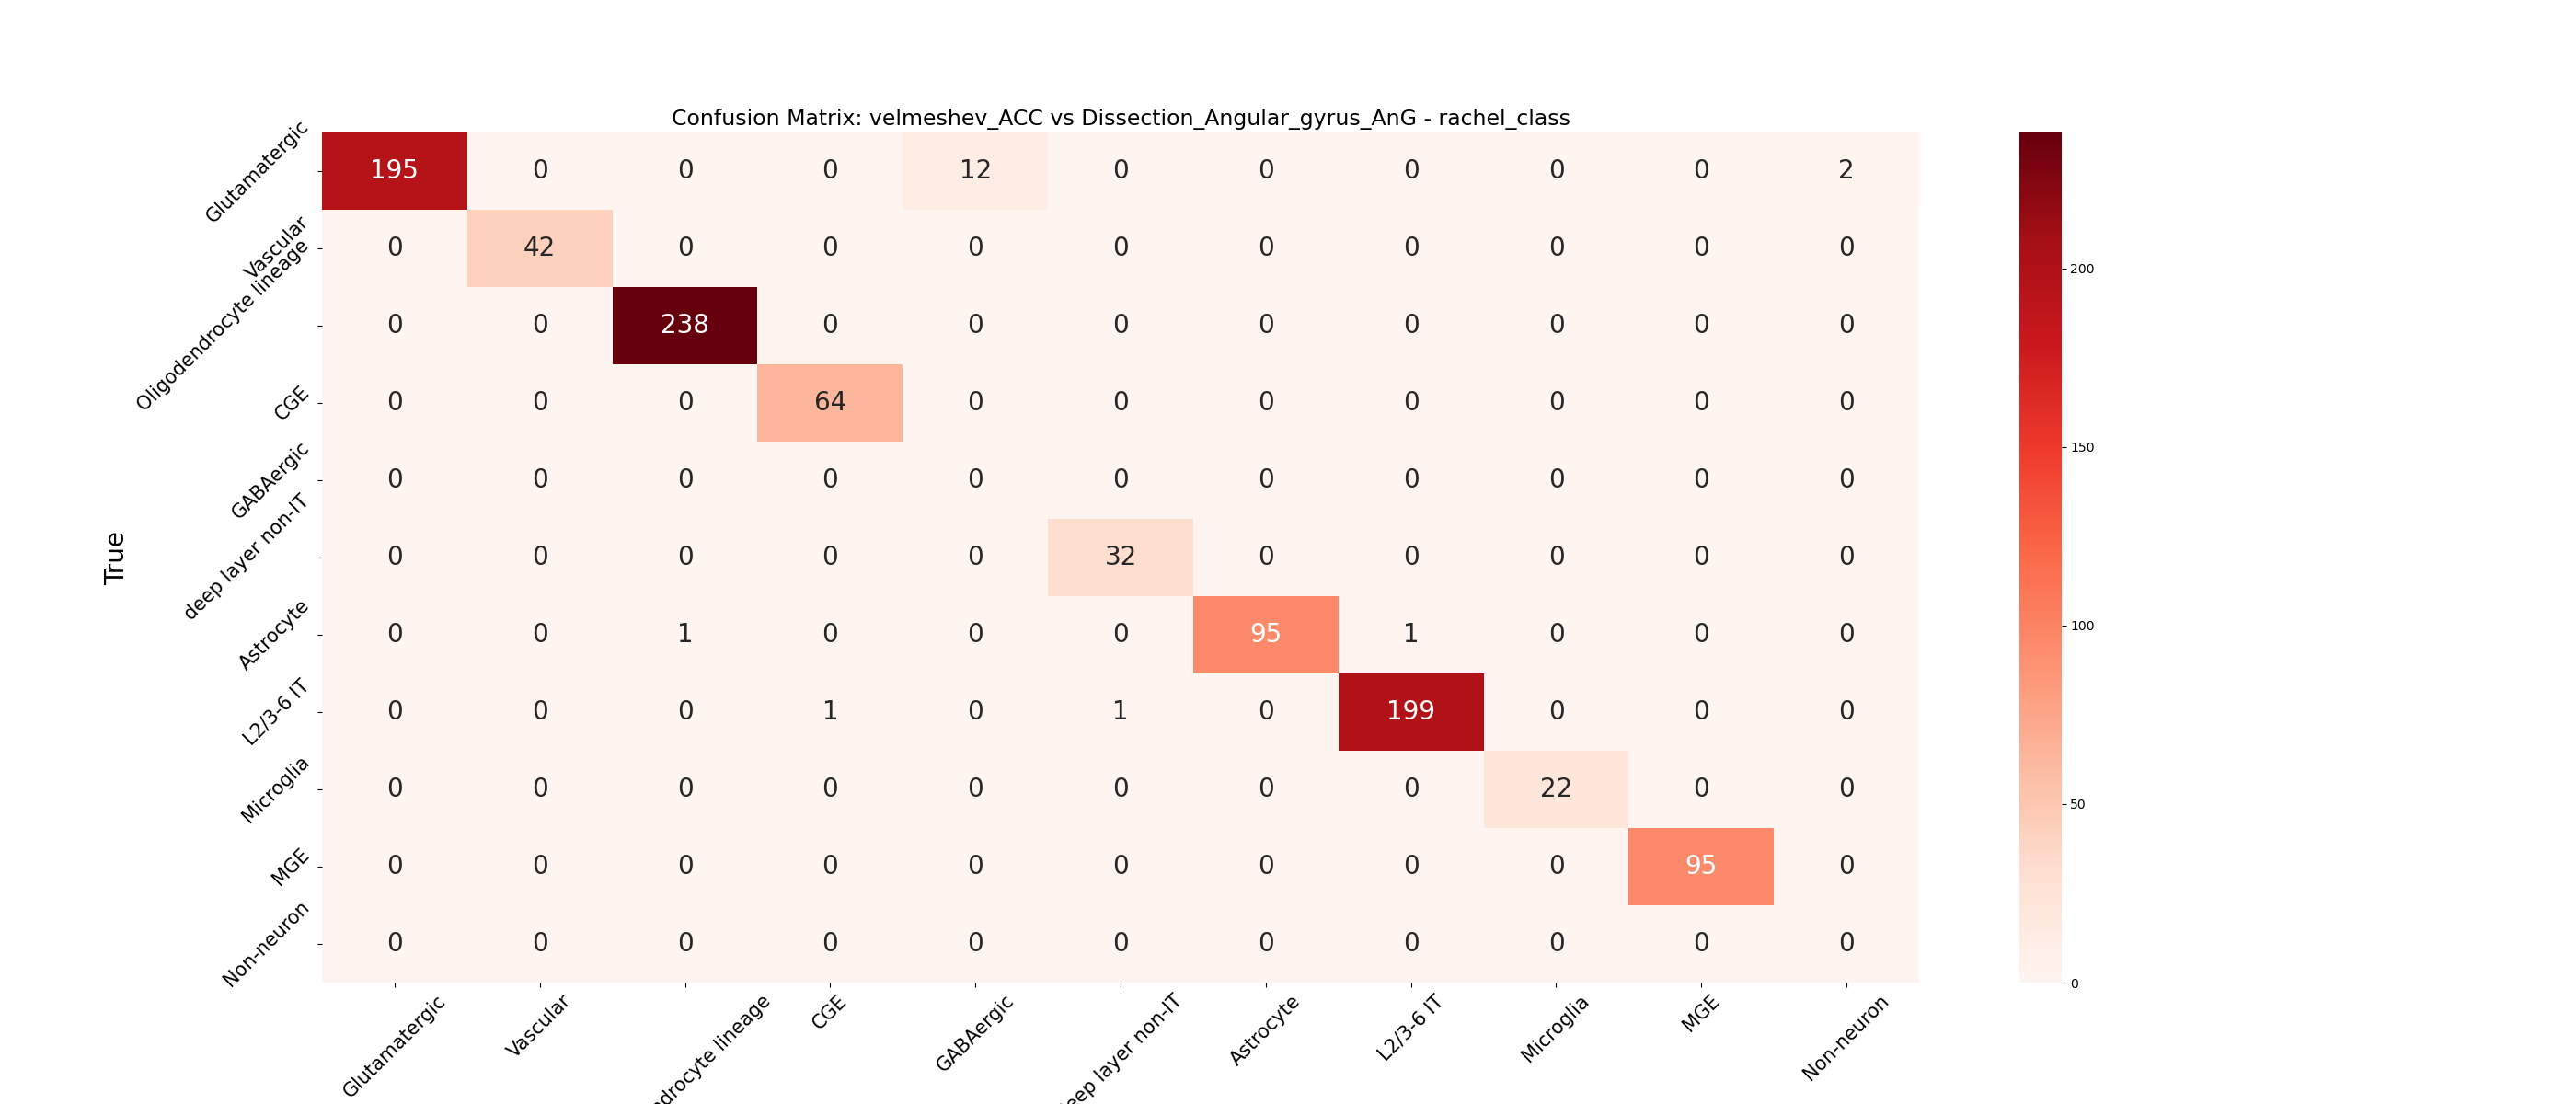 Confusion Matrix: velmeshev_ACC vs Dissection_Angular_gyrus_AnG - rachel_class
True
Glutamatergic 195 0 0 0 12 0 0 0 0 0 2
Vascular 0 42 0 0 0 0 0 0 0 0 0
Oligodendrocyte lineage 0 0 238 0 0 0 0 0 0 0 0
CGE 0 0 0 64 0 0 0 0 0 0 0
GABAergic 0 0 0 0 0 0 0 0 0 0 0
deep layer non-IT 0 0 0 0 0 32 0 0 0 0 0
Astrocyte 0 0 1 0 0 0 95 1 0 0 0
L2/3-6 IT 0 0 0 1 0 1 0 199 0 0 0
Microglia 0 0 0 0 0 0 0 0 22 0 0
MGE 0 0 0 0 0 0 0 0 0 95 0
Non-neuron 0 0 0 0 0 0 0 0 0 0 0
Glutamatergic
Vascular
ndrocyte lineage
CGE
GABAergic
eep layer non-IT
Astrocyte
L2/3-6 IT
Microglia
MGE
Non-neuron
200
150
100
50
0